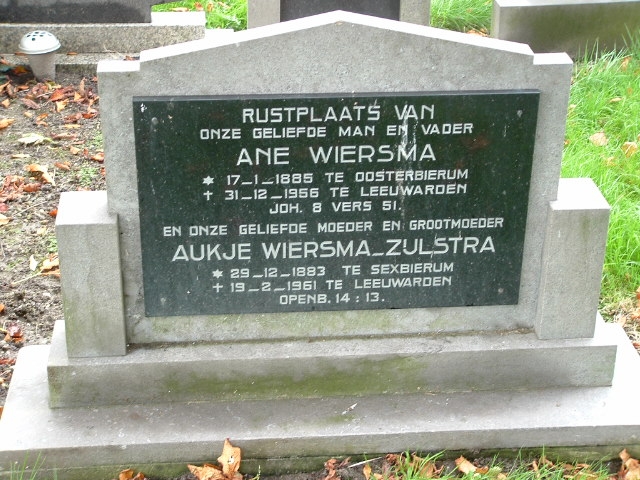 RUSTPLAATS VAN
ONZE GELIEFDE MAN EN VADER
ANE WIERSMA
* 17-1-1885 TE OOSTERBIERUM
† 31-12-1956 TE LEEUWARDEN
JOH. 8 VERS 51.
EN ONZE GELIEFDE MOEDER EN GROOTMOEDER
AUKJE WIERSMA-ZIJLSTRA
* 29-12-1883 TE SEXBIERUM
† 19-2-1961 TE LEEUWARDEN
OPENB. 14 : 13.